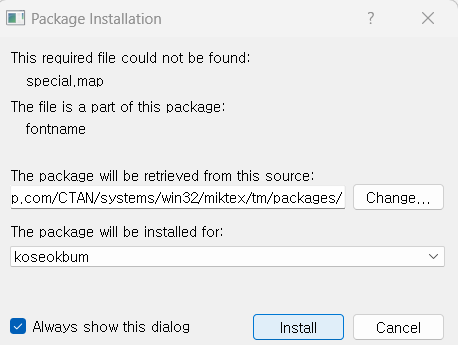 Package Installation
This required file could not be found:
special.map
The file is a part of this package:
fontname
The package will be retrieved from this source:
p.com/CTAN/systems/win32/miktex/tm/packages/
Change...
The package will be installed for:
koseokbum
Always show this dialog
Install
Cancel